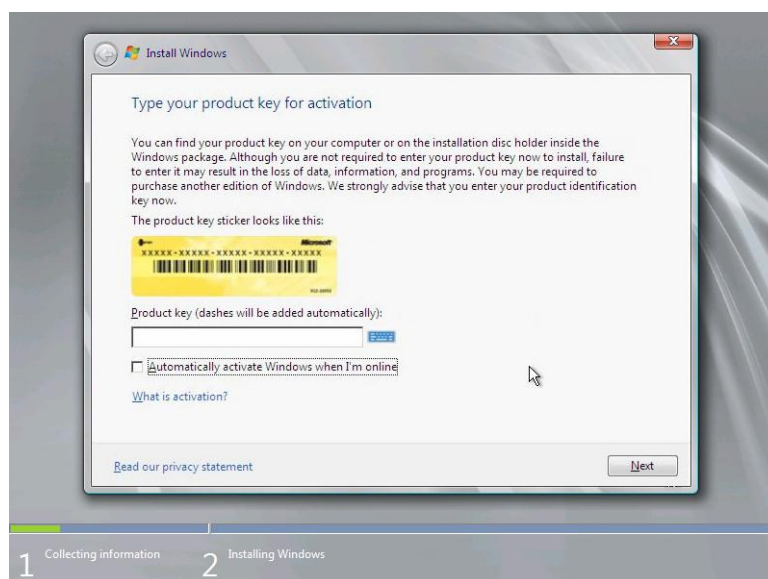 Install Windows
Type your product key for activation
You can find your product key on your computer or on the installation disc holder inside the
Windows package. Although you are not required to enter your product key now to install, failure
to enter it may result in the loss of data, information, and programs. You may be required to
purchase another edition of Windows. We strongly advise that you enter your product identification
key now.
The product key sticker looks like this:
Microsoft
XXXXX-XXXXX-XXXXX-XXXXX-XXXXX
Product key (dashes will be added automatically):
Automatically activate Windows when I'm online
What is activation?
Read our privacy statement
Next
1 Collecting information
2 Installing Windows